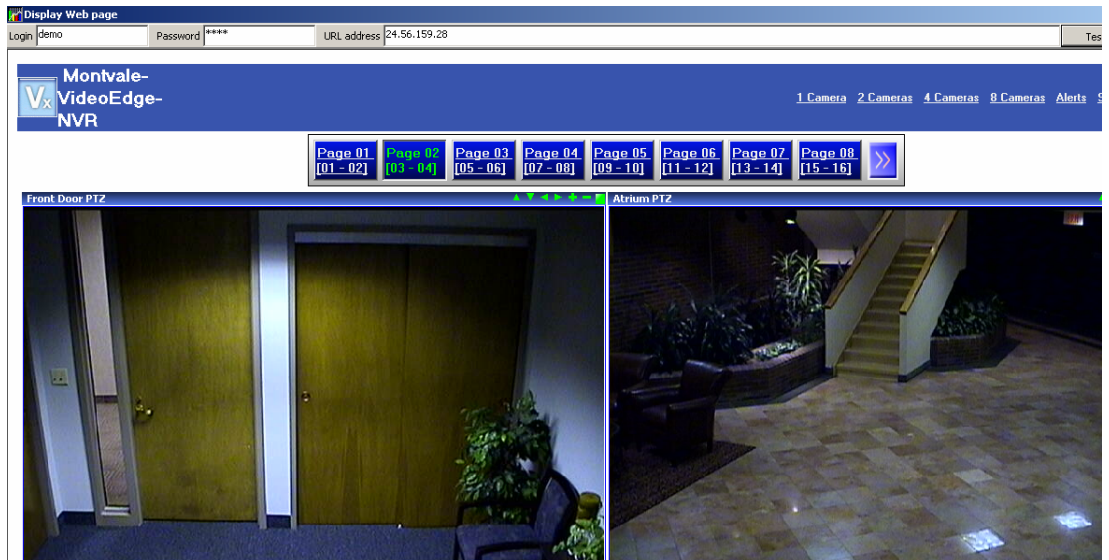 Display Web page
Login demo Password **** URL address 24.56.159.28 Tes
Vx
Montvale-
VideoEdge-
NVR
1 Camera 2 Cameras 4 Cameras 8 Cameras Alerts S
Page 01 Page 02 Page 03 Page 04 Page 05 Page 06 Page 07 Page 08
[01 - 02] [03 - 04] [05 - 06] [07 - 08] [09 - 10] [11 - 12] [13 - 14] [15 - 16]
Front Door PTZ Atrium PTZ